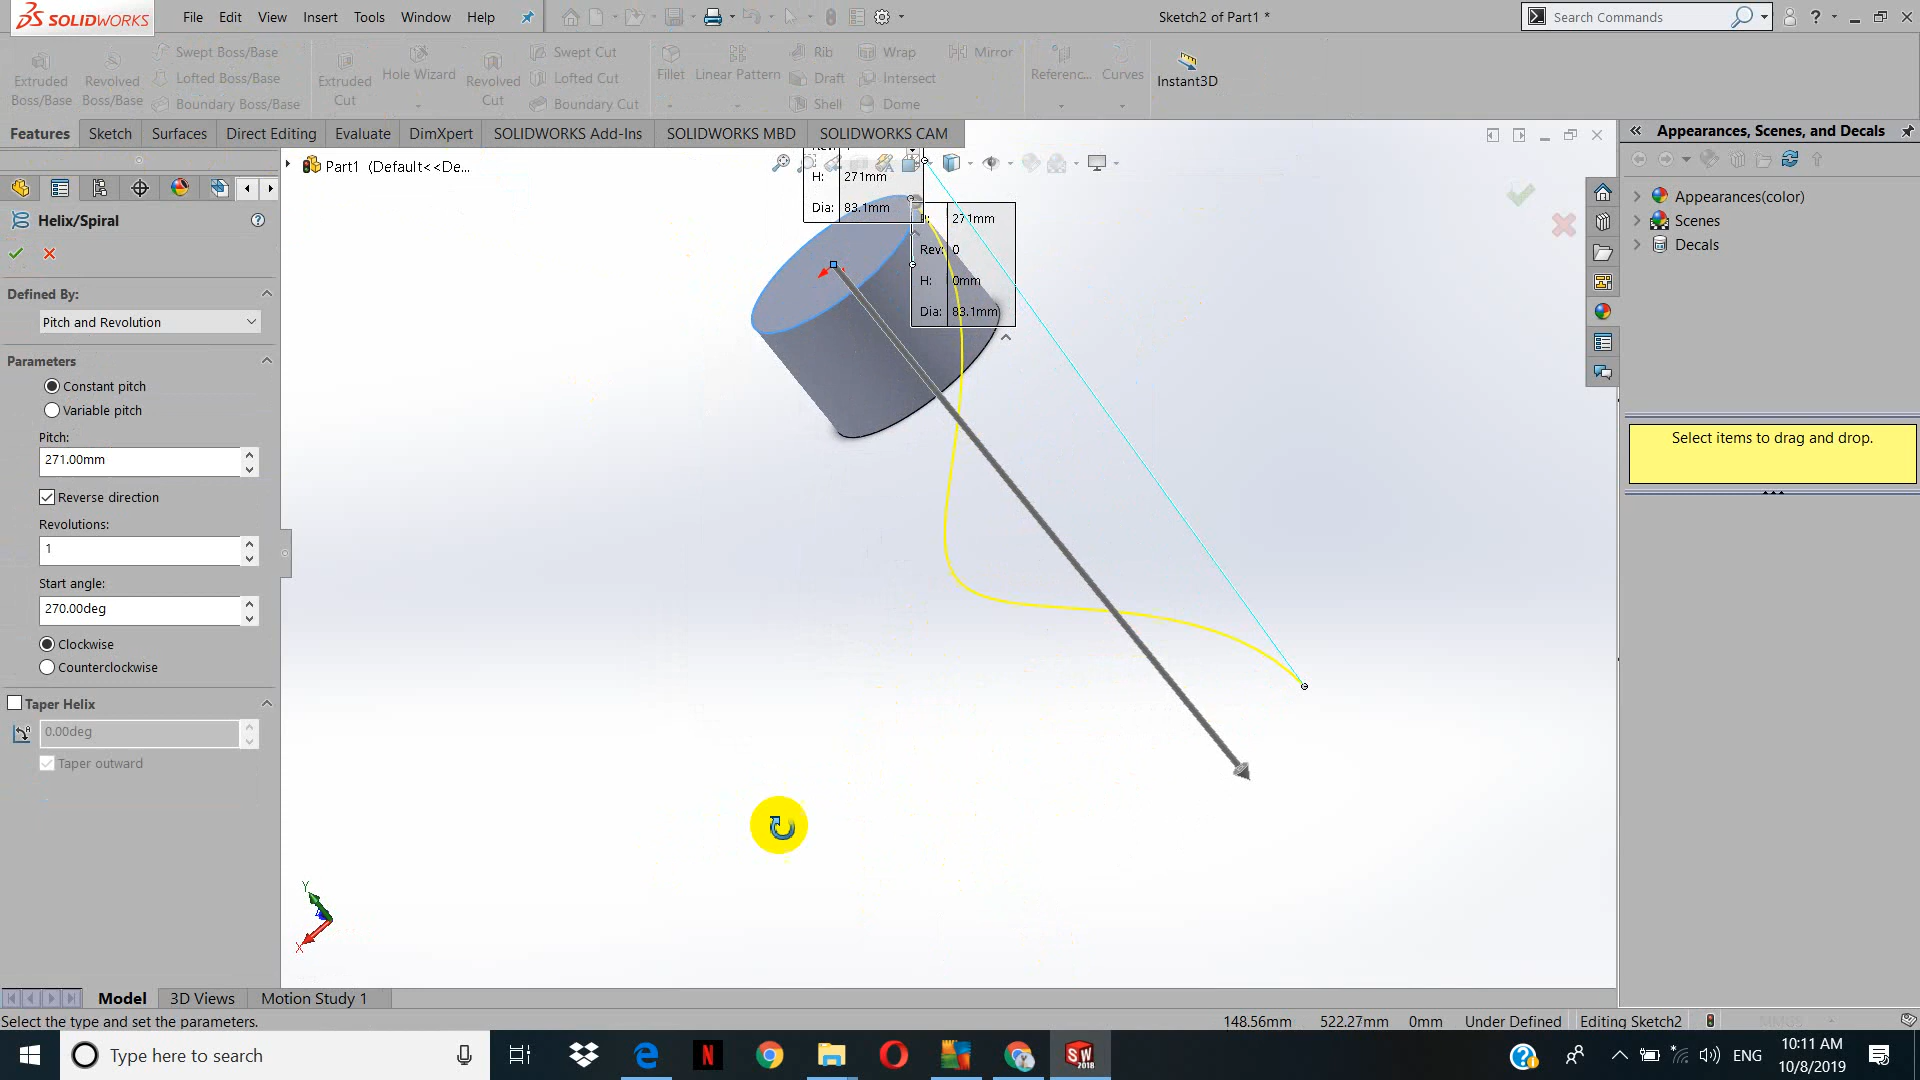 SOLIDWORKS
File Edit View Insert Tools Window Help
Sketch2 of Part1 *
Search Commands
Extruded Boss/Base
Revolved Boss/Base
Swept Boss/Base
Lofted Boss/Base
Boundary Boss/Base
Extruded Cut
Hole Wizard
Revolved Cut
Swept Cut
Lofted Cut
Boundary Cut
Fillet
Linear Pattern
Rib
Draft
Shell
Wrap
Intersect
Dome
Mirror
Referenc...
Curves
Instant3D
Features Sketch Surfaces Direct Editing Evaluate DimXpert SOLIDWORKS Add-Ins SOLIDWORKS MBD SOLIDWORKS CAM
Part1 (Default<<De...
Helix/Spiral
Defined By:
Pitch and Revolution
Parameters
Constant pitch
Variable pitch
Pitch:
271.00mm
Reverse direction
Revolutions:
1
Start angle:
270.00deg
Clockwise
Counterclockwise
Taper Helix
0.00deg
Taper outward
H: 271mm
Dia: 83.1mm
P: 271mm
Rev: 0
H: 0mm
Dia: 83.1mm
Y
X
Appearances, Scenes, and Decals
Appearances(color)
Scenes
Decals
Select items to drag and drop.
Model 3D Views Motion Study 1
Select the type and set the parameters.
148.56mm 522.27mm 0mm Under Defined Editing Sketch2 MMGS
Type here to search
N
SW
2018
ENG
10:11 AM
10/8/2019